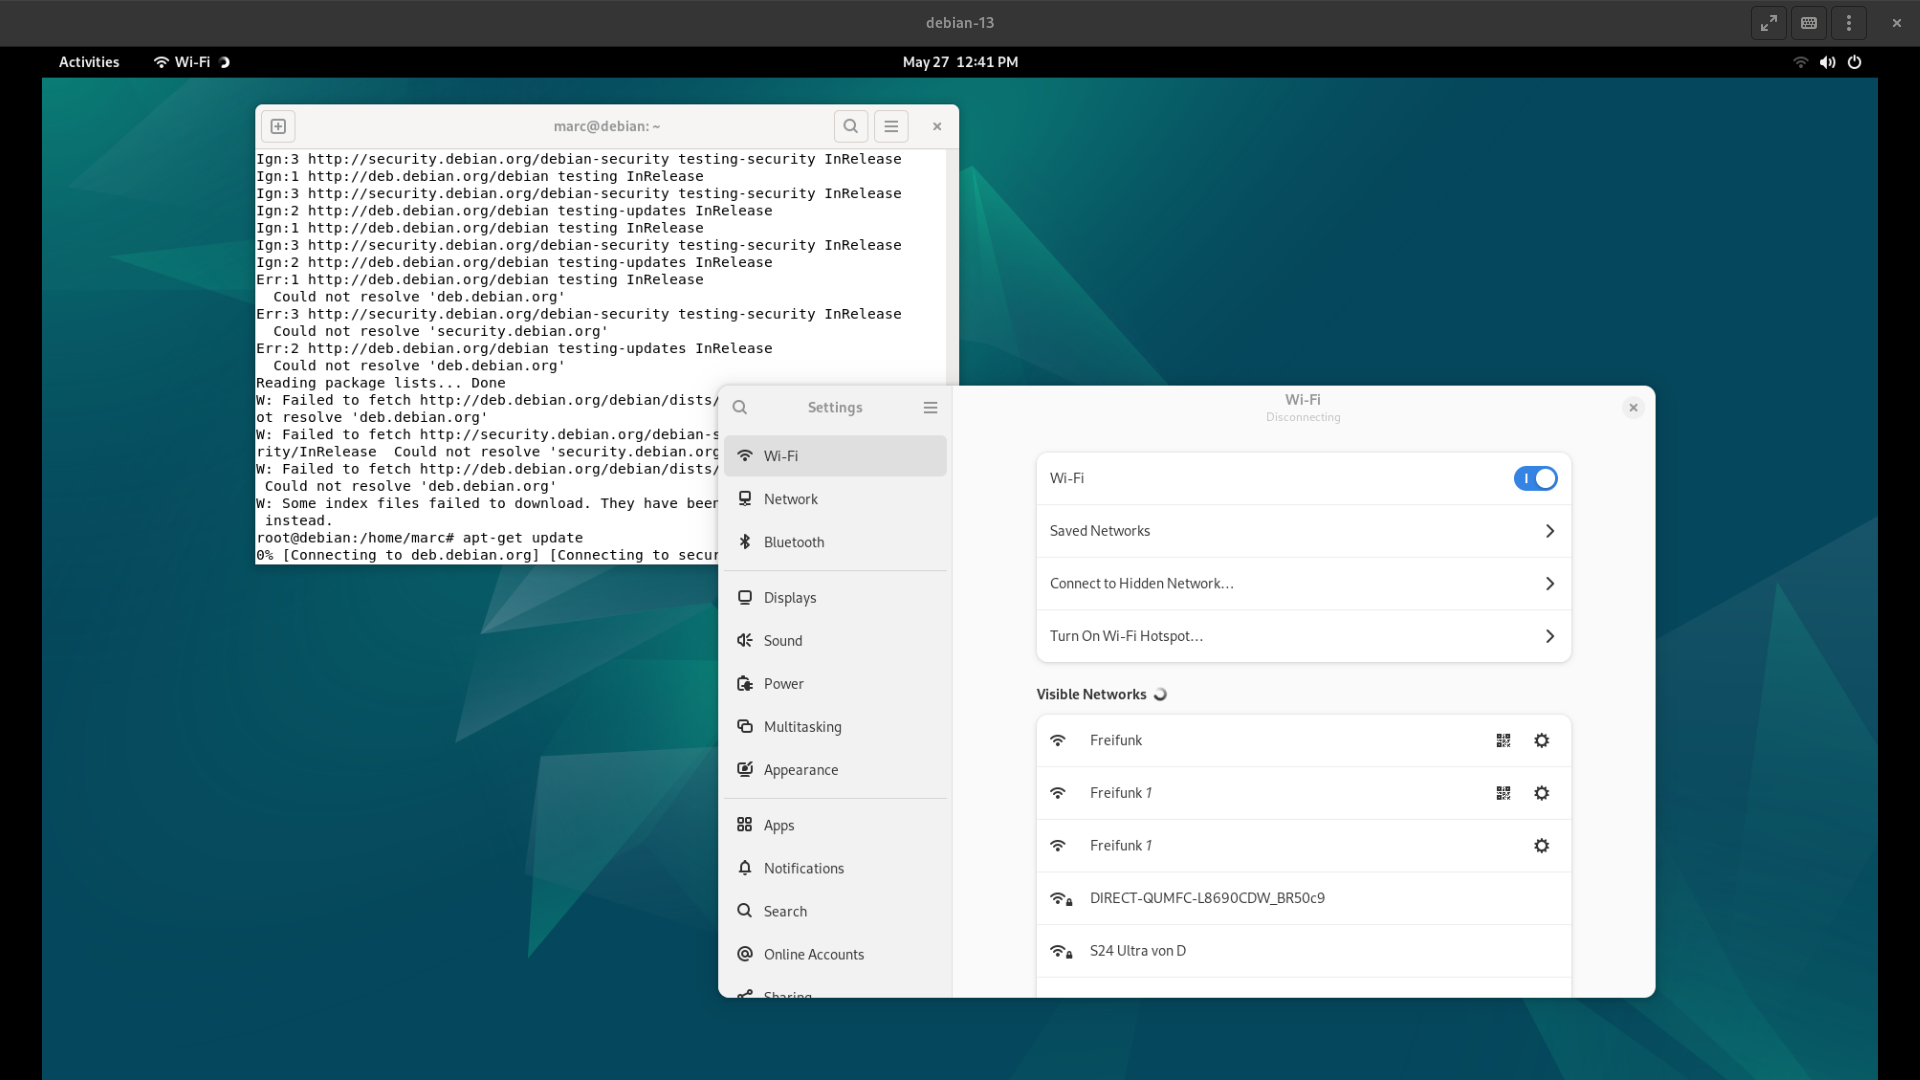 debian-13
Activities
Wi-Fi
May 27 12:41 PM
marc@debian: ~
Ign:3 http://security.debian.org/debian-security testing-security InRelease
Ign:1 http://deb.debian.org/debian testing InRelease
Ign:3 http://security.debian.org/debian-security testing-security InRelease
Ign:2 http://deb.debian.org/debian testing-updates InRelease
Ign:1 http://deb.debian.org/debian testing InRelease
Ign:3 http://security.debian.org/debian-security testing-security InRelease
Ign:2 http://deb.debian.org/debian testing-updates InRelease
Err:1 http://deb.debian.org/debian testing InRelease
Could not resolve 'deb.debian.org'
Err:3 http://security.debian.org/debian-security testing-security InRelease
Could not resolve 'security.debian.org'
Err:2 http://deb.debian.org/debian testing-updates InRelease
Could not resolve 'deb.debian.org'
Reading package lists... Done
W: Failed to fetch http://deb.debian.org/debian/dists/
ot resolve 'deb.debian.org'
W: Failed to fetch http://security.debian.org/debian-s
rity/InRelease  Could not resolve 'security.debian.org
W: Failed to fetch http://deb.debian.org/debian/dists/
Could not resolve 'deb.debian.org'
W: Some index files failed to download. They have been
instead.
root@debian:/home/marc# apt-get update
0% [Connecting to deb.debian.org] [Connecting to secur
Settings
Wi-Fi
Network
Bluetooth
Displays
Sound
Power
Multitasking
Appearance
Apps
Notifications
Search
Online Accounts
Sharing
Wi-Fi
Disconnecting
Wi-Fi
Saved Networks
Connect to Hidden Network...
Turn On Wi-Fi Hotspot...
Visible Networks
Freifunk
Freifunk 1
Freifunk 1
DIRECT-QUMFC-L8690CDW_BR50c9
S24 Ultra von D